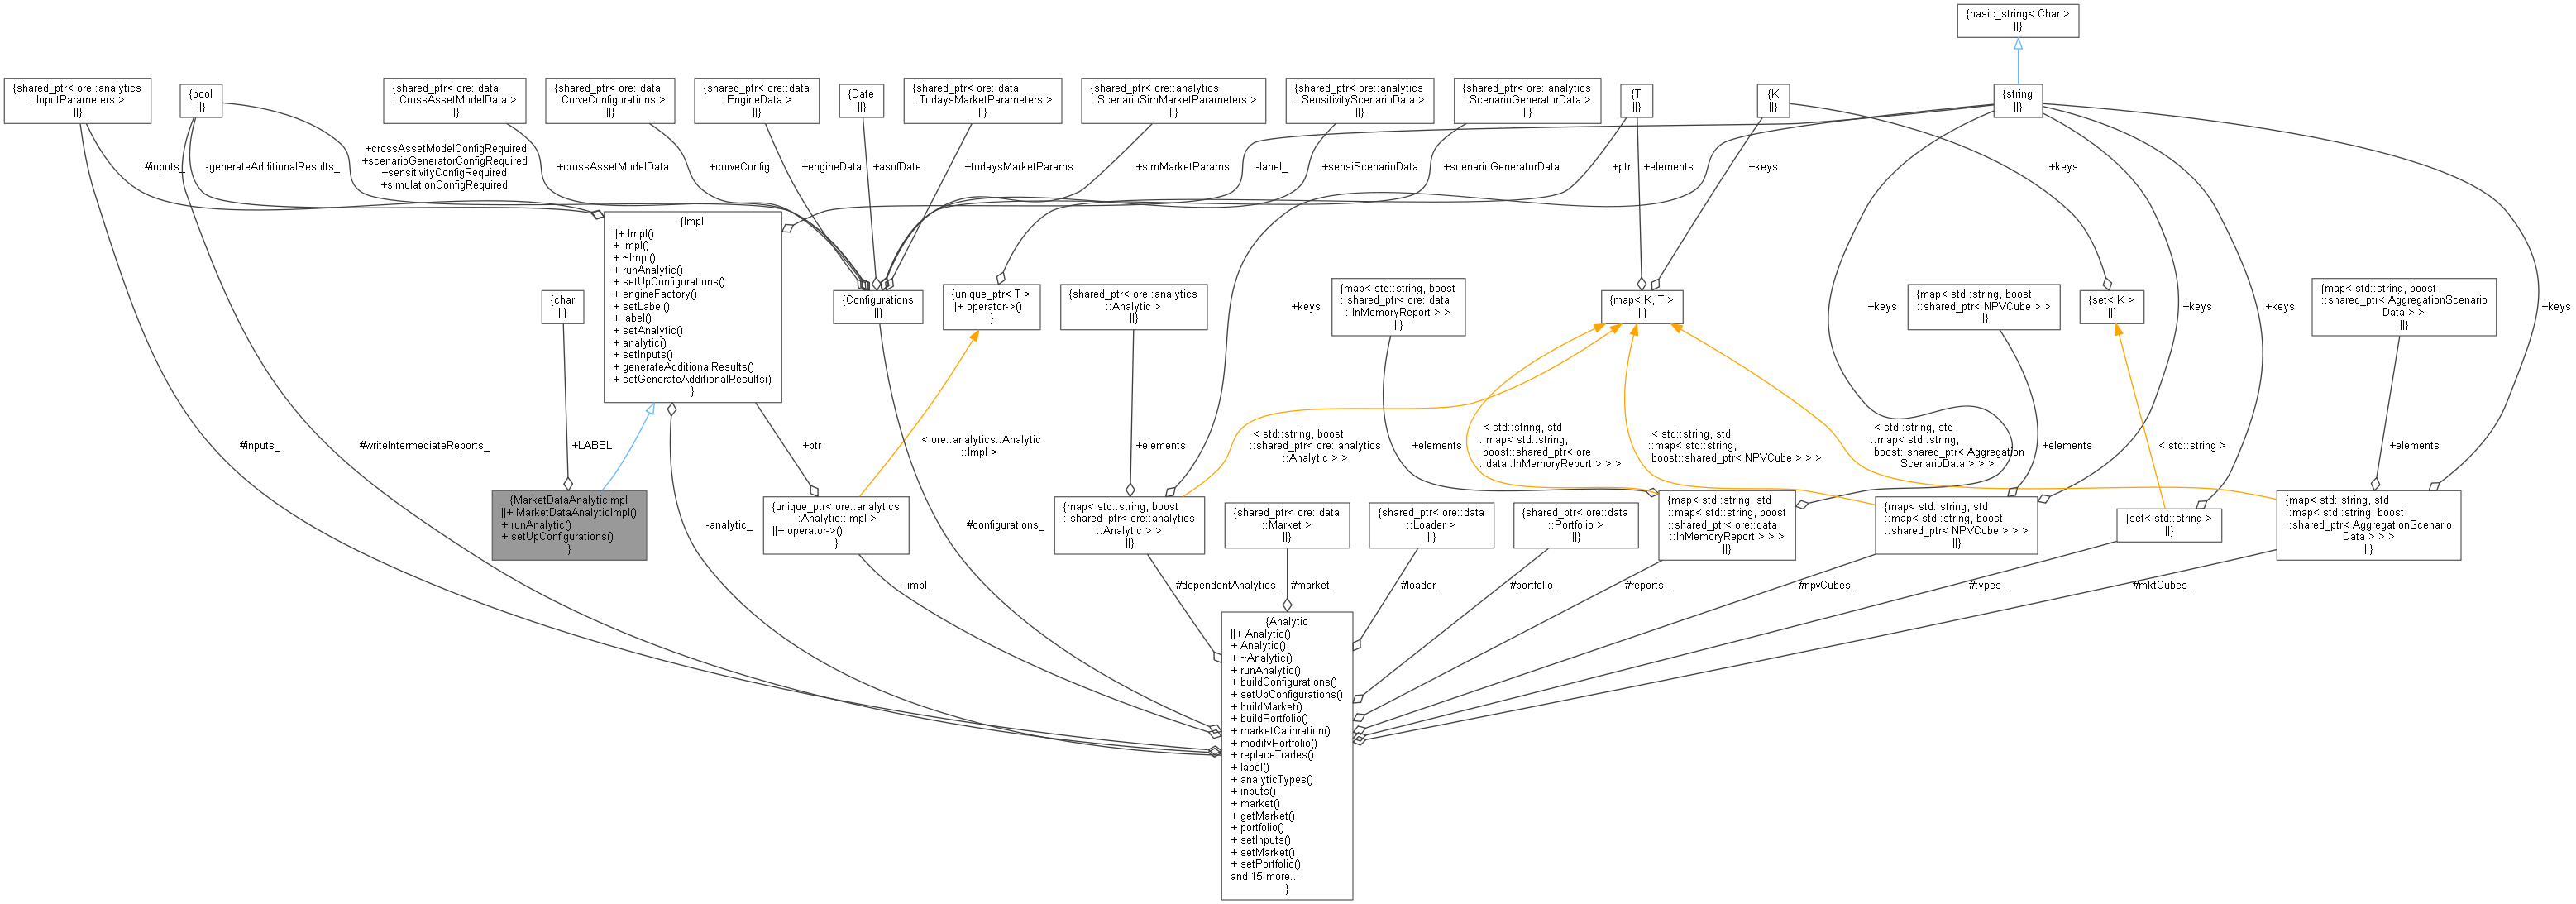 {basic_string< Char >
||}
{shared_ptr< ore::analytics
::InputParameters >
||}
{bool
||}
{shared_ptr< ore::data
::CrossAssetModelData >
||}
{shared_ptr< ore::data
::CurveConfigurations >
||}
{shared_ptr< ore::data
::EngineData >
||}
{Date
||}
{shared_ptr< ore::data
::TodaysMarketParameters >
||}
{shared_ptr< ore::analytics
::ScenarioSimMarketParameters >
||}
{shared_ptr< ore::analytics
::SensitivityScenarioData >
||}
{shared_ptr< ore::analytics
::ScenarioGeneratorData >
||}
{T
||}
{K
||}
{string
||}
#inputs_
-generateAdditionalResults_
+crossAssetModelConfigRequired
+scenarioGeneratorConfigRequired
+sensitivityConfigRequired
+simulationConfigRequired
+crossAssetModelData
+curveConfig
+engineData
+asofDate
+todaysMarketParams
+simMarketParams
-label_
+sensiScenarioData
+scenarioGeneratorData
+ptr
+elements
+keys
+keys
{Impl
||+ Impl()
+ Impl()
+ ~Impl()
+ runAnalytic()
+ setUpConfigurations()
+ engineFactory()
+ setLabel()
+ label()
+ setAnalytic()
+ analytic()
+ setInputs()
+ generateAdditionalResults()
+ setGenerateAdditionalResults()
}
{char
||}
{Configurations
||}
{unique_ptr< T >
||+ operator->()
}
{shared_ptr< ore::analytics
::Analytic >
||}
+keys
{map< std::string, boost
::shared_ptr< ore::data
::InMemoryReport > >
||}
{map< K, T >
||}
+keys
{map< std::string, boost
::shared_ptr< NPVCube > >
||}
{set< K >
||}
+keys
+keys
{map< std::string, boost
::shared_ptr< AggregationScenario
Data > >
||}
+keys
#inputs_
#writeIntermediateReports_
+LABEL
+ptr
< ore::analytics::Analytic
::Impl >
+elements
< std::string, boost
::shared_ptr< ore::analytics
::Analytic > >
+elements
< std::string, std
::map< std::string,
boost::shared_ptr< ore
::data::InMemoryReport > > >
< std::string, std
::map< std::string,
boost::shared_ptr< NPVCube > > >
< std::string, std
::map< std::string,
boost::shared_ptr< Aggregation
ScenarioData > > >
+elements
< std::string >
+elements
{MarketDataAnalyticImpl
||+ MarketDataAnalyticImpl()
+ runAnalytic()
+ setUpConfigurations()
}
-analytic_
{unique_ptr< ore::analytics
::Analytic::Impl >
||+ operator->()
}
#configurations_
{map< std::string, boost
::shared_ptr< ore::analytics
::Analytic > >
||}
{shared_ptr< ore::data
::Market >
||}
{shared_ptr< ore::data
::Loader >
||}
{shared_ptr< ore::data
::Portfolio >
||}
{map< std::string, std
::map< std::string, boost
::shared_ptr< ore::data
::InMemoryReport > > >
||}
{map< std::string, std
::map< std::string, boost
::shared_ptr< NPVCube > > >
||}
{set< std::string >
||}
{map< std::string, std
::map< std::string, boost
::shared_ptr< AggregationScenario
Data > > >
||}
-impl_
#dependentAnalytics_
#market_
#loader_
#portfolio_
#reports_
#npvCubes_
#types_
#mktCubes_
{Analytic
||+ Analytic()
+ Analytic()
+ ~Analytic()
+ runAnalytic()
+ buildConfigurations()
+ setUpConfigurations()
+ buildMarket()
+ buildPortfolio()
+ marketCalibration()
+ modifyPortfolio()
+ replaceTrades()
+ label()
+ analyticTypes()
+ inputs()
+ market()
+ getMarket()
+ portfolio()
+ setInputs()
+ setMarket()
+ setPortfolio()
and 15 more...
}